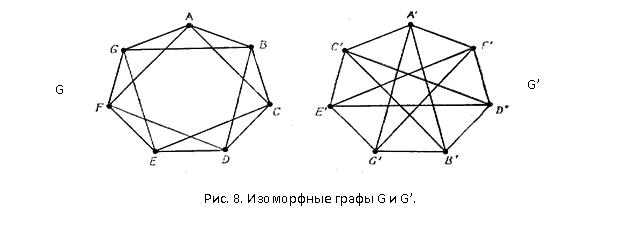 A
A'
G
B
C'
G
G'
F
C
E'
D'
E
D
G'
B'
Рис. 8. Изоморфные графы G и G'.